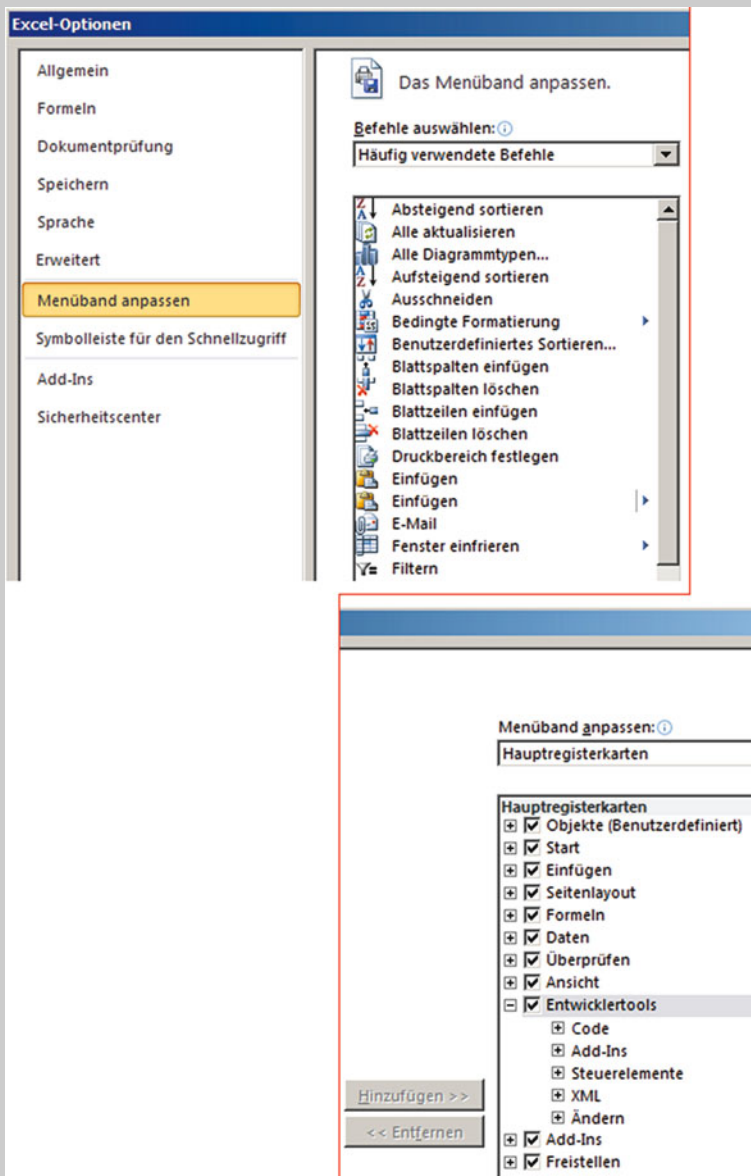 Excel-Optionen
Allgemein
Formeln
Dokumentprüfung
Speichern
Sprache
Erweitert
Menüband anpassen
Symbolleiste für den Schnellzugriff
Add-Ins
Sicherheitscenter
Das Menüband anpassen.
Befehle auswählen:
Häufig verwendete Befehle
Absteigend sortieren
Alle aktualisieren
Alle Diagrammtypen...
Aufsteigend sortieren
Ausschneiden
Bedingte Formatierung
Benutzerdefiniertes Sortieren...
Blattspalten einfügen
Blattspalten löschen
Blattzeilen einfügen
Blattzeilen löschen
Druckbereich festlegen
Einfügen
Einfügen
E-Mail
Fenster einfrieren
Filtern
Menüband anpassen:
Hauptregisterkarten
Hauptregisterkarten
Objekte (Benutzerdefiniert)
Start
Einfügen
Seitenlayout
Formeln
Daten
Überprüfen
Ansicht
Entwicklertools
Code
Add-Ins
Steuerelemente
XML
Ändern
Add-Ins
Freistellen
Hinzufügen >>
<< Entfernen